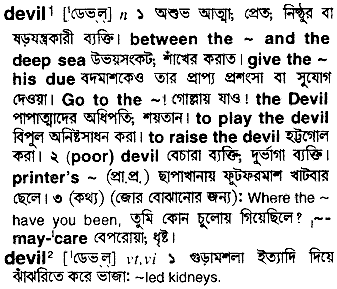 devil¹ [ˈডেভ্‌ল্] n ১ অশুভ আত্মা; প্রেত; নিষ্ঠুর বা
ষড়যন্ত্রকারী ব্যক্তি। between the ~ and the
deep sea উভয়সংকট; শাঁখের করাত। give the ~
his due বদমাশকেও তার প্রাপ্য প্রশংসা বা সুযোগ
দেওয়া। Go to the ~! গোল্লায় যাও! the Devil
পাপাত্মাদের অধিপতি; শয়তান। to play the devil
বিপুল অনিষ্টসাধন করা। to raise the devil হট্টগোল
করা। ২ (poor) devil বেচারা ব্যক্তি; দুর্ভাগা ব্যক্তি।
printer's ~ (প্রা.প্র.) ছাপাখানায় ফুটফরমাশ খাটবার
ছেলে। ৩ (কথ্য) (জোর বোঝানোর জন্য): Where the ~
have you been, তুমি কোন চুলোয় গিয়েছিলে? ˌ~-
may-ˈcare বেপরোয়া; ধৃষ্ট।
devil² [ˈডেভ্‌ল্] vt,vi ১ গুড়ামশলা ইত্যাদি দিয়ে
ঝাঁঝরিতে করে ভাজা: ~led kidneys.